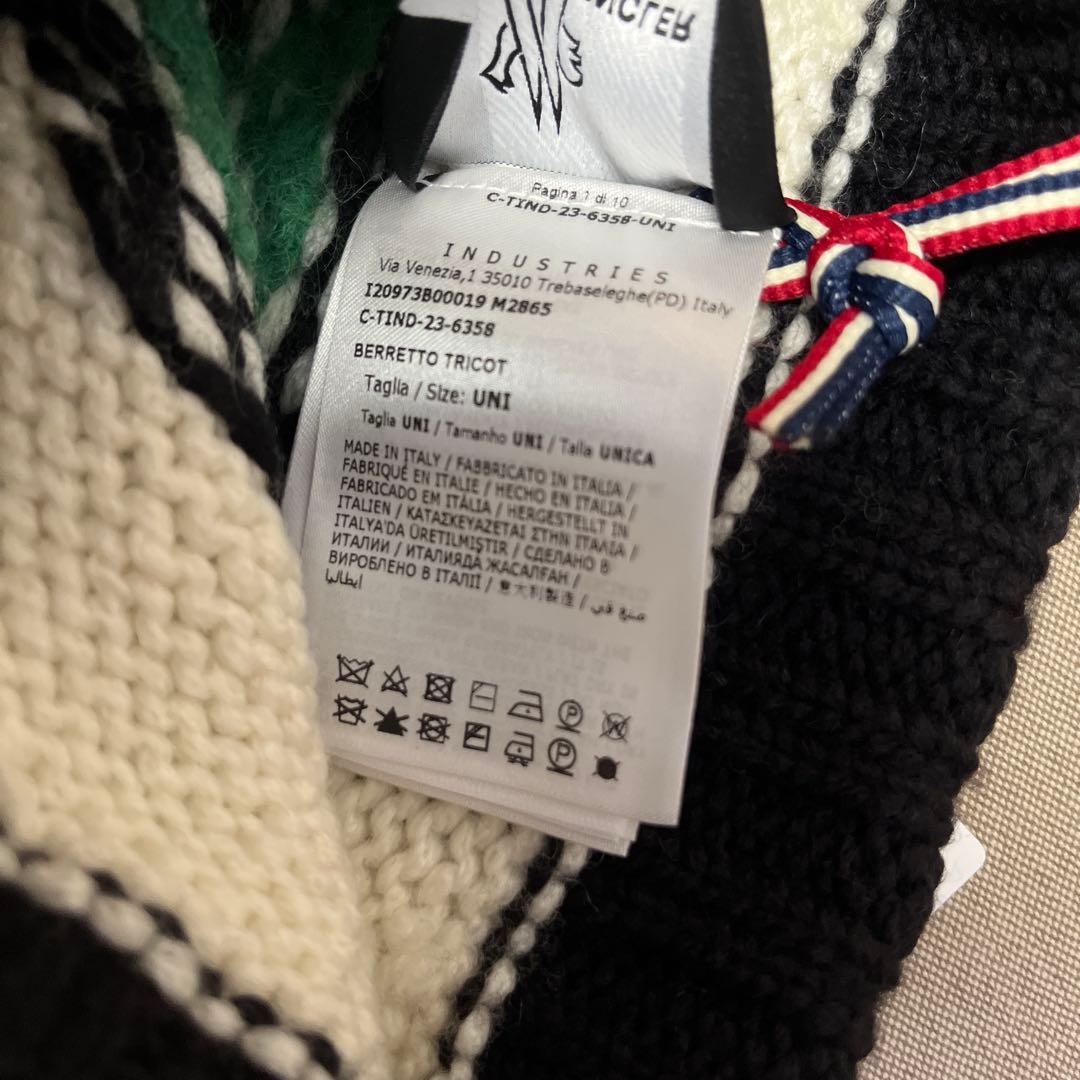 MCLER
Pagina 1 di 10
C-TIND-23-6358-UNI
INDUSTRIES
Via Venezia,1 35010 Trebaseleghe(PD) Italy
I20973B00019 M2865
C-TIND-23-6358
BERRETTO TRICOT
Taglia / Size: UNI
Taglia UNI / Tamanho UNI / Talla UNICA
MADE IN ITALY / FABBRICATO IN ITALIA /
FABRIQUÉ EN ITALIE / HECHO EN ITALIA /
FABRICADO EM ITÁLIA / HERGESTELLT IN
ITALIEN / ΚΑΤΑΣΚΕΥΑΖΕΤΑΙ ΣΤΗΝ ΙΤΑΛΙΑ /
ITALYA'DA ÜRETILMIŞTIR / СДЕЛАНО В
ИТАЛИИ / ИТАЛИЯДА ЖАСАЛҒАН /
ВИРОБЛЕНО В ІТАЛІЇ / 意大利製造 / صنع في
ايطاليا
P W
P